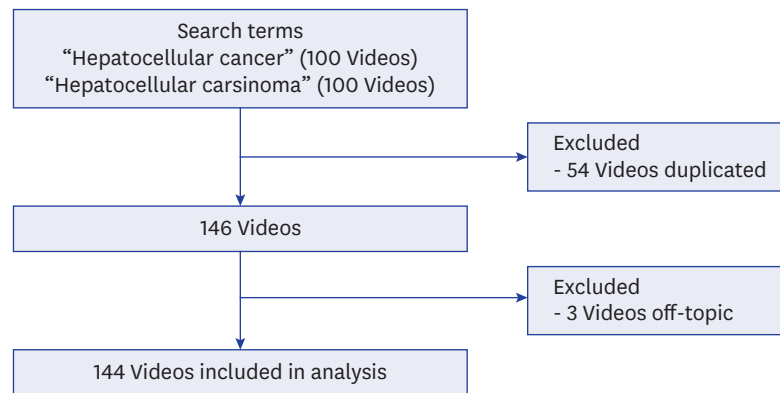 Search terms
“Hepatocellular cancer” (100 Videos)
“Hepatocellular carsinoma” (100 Videos)
Excluded
- 54 Videos duplicated
146 Videos
Excluded
- 3 Videos off-topic
144 Videos included in analysis